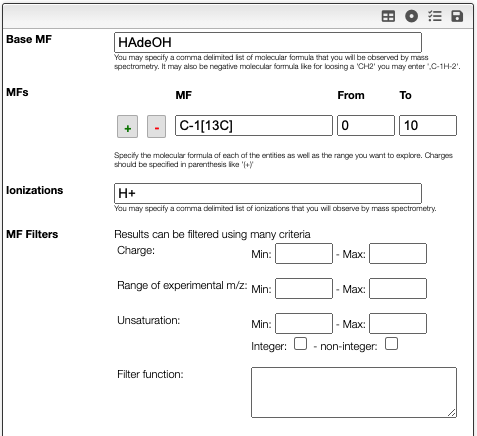 Base MF
HAdeOH
You may specify a comma delimited list of molecular formula that you will be observed by mass
spectrometry. It may also be negative molecular formula like for loosing a 'CH2' you may enter ',C-1H-2'.
MFs
MF From To
+ - C-1[13C] 0 10
Specify the molecular formula of each of the entities as well as the range you want to explore. Charges
should be specified in parenthesis like '(+)'
Ionizations
H+
You may specify a comma delimited list of ionizations that you will observe by mass spectrometry.
MF Filters Results can be filtered using many criteria
Charge: Min: - Max:
Range of experimental m/z: Min: - Max:
Unsaturation: Min: - Max:
Integer: - non-integer:
Filter function: